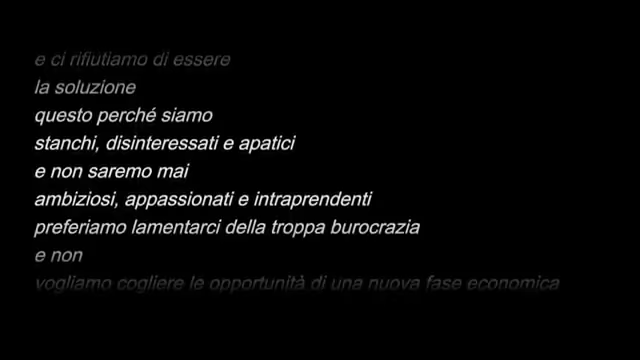 e ci rifiutiamo di essere
la soluzione
questo perché siamo
stanchi, disinteressati e apatici
e non saremo mai
ambiziosi, appassionati e intraprendenti
preferiamo lamentarci della troppa burocrazia
e non
vogliamo cogliere le opportunità di una nuova fase economica